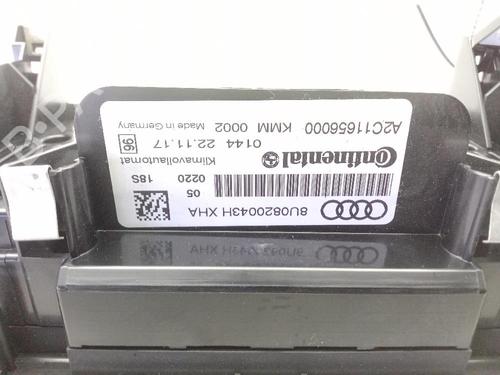 8U0820043H XHA
05
0220 18S
Continental
Klimavollautomat
0144 22.11.17
96
A2C11656000 KMM 0002 Made in Germany